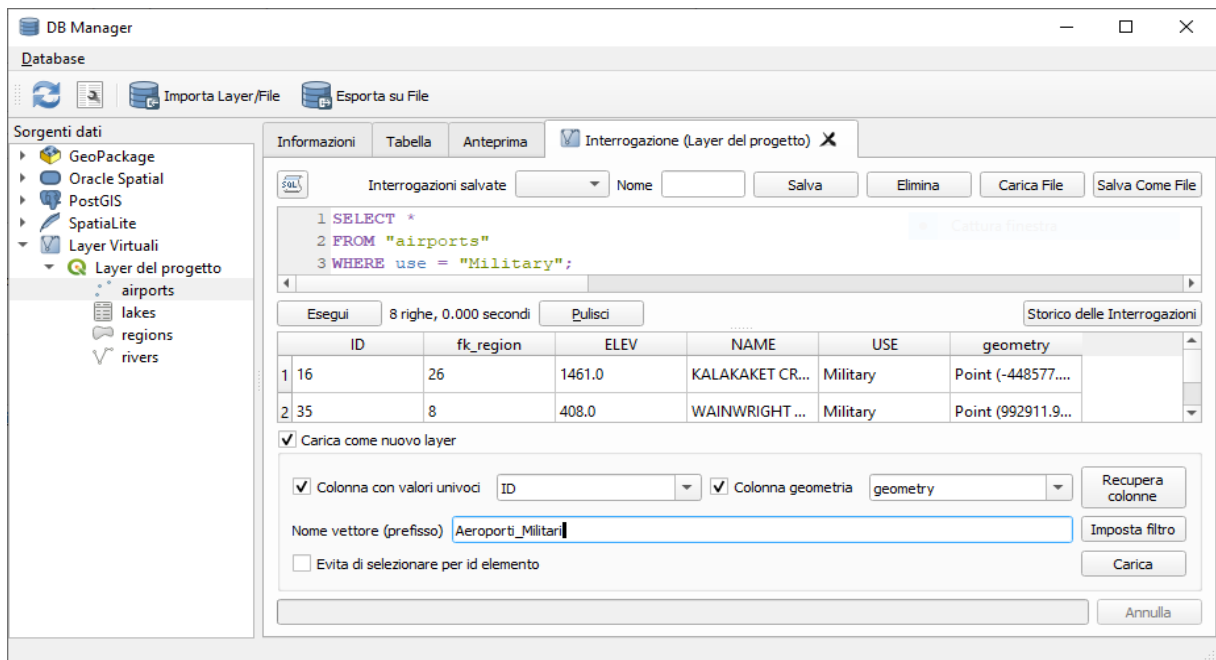 DB Manager
Database
Importa Layer/File Esporta su File
Sorgenti dati
GeoPackage
Oracle Spatial
PostGIS
SpatiaLite
Layer Virtuali
Layer del progetto
airports
lakes
regions
rivers
Informazioni Tabella Anteprima Interrogazione (Layer del progetto)
SQL Interrogazioni salvate Nome Salva Elimina Carica File Salva Come File
1 SELECT *
2 FROM "airports"
3 WHERE use = "Military";
Cattura finestra
Esegui 8 righe, 0.000 secondi Pulisci Storico delle Interrogazioni
ID fk_region ELEV NAME USE geometry
1 16 26 1461.0 KALAKAKET CR... Military Point (-448577....
2 35 8 408.0 WAINWRIGHT ... Military Point (992911.9...
Carica come nuovo layer
Colonna con valori univoci ID Colonna geometria geometry Recupera colonne
Nome vettore (prefisso) Aeroporti_Militari Imposta filtro
Evita di selezionare per id elemento Carica
Annulla